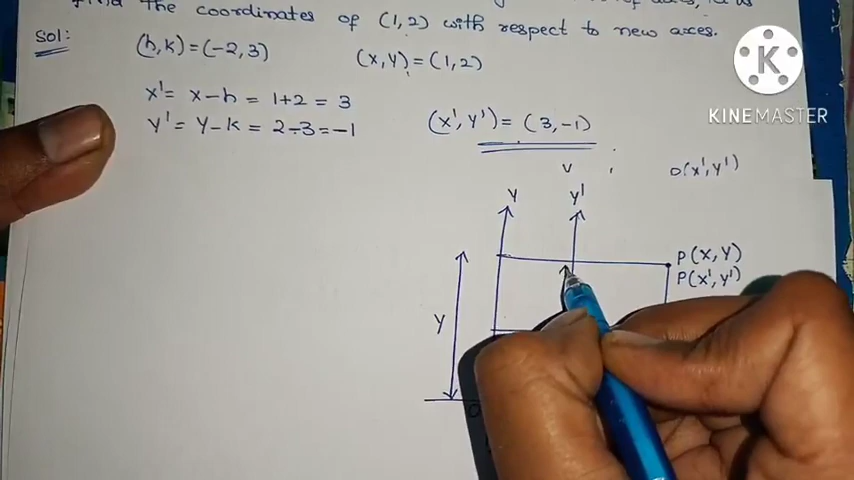 the coordinates of (1,2) with respect to new axes.
Sol:
(h,k)=(-2,3) (x,y)=(1,2)
x'= x-h = 1+2 = 3
y'= y-k = 2-3=-1 (x',y')= (3,-1)
O(x',y')
y y'
P(x,y)
P(x',y')
y
O
KINEMASTER